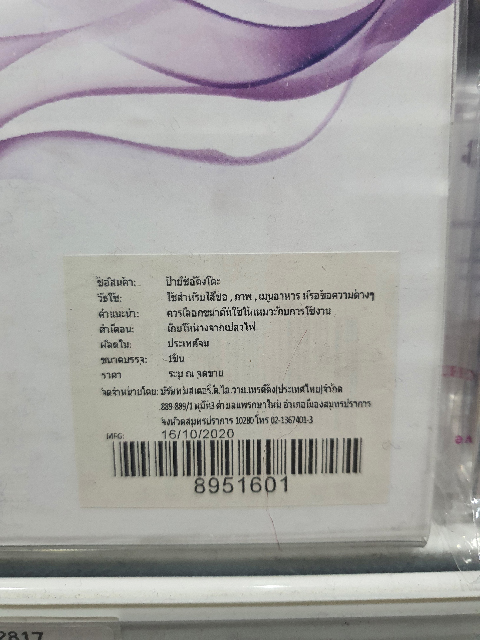 ชื่อสินค้า: ป้ายชื่อตั้งโต๊ะ
วิธีใช้: ใช้สำหรับใส่ชื่อ , ภาพ , เมนูอาหาร หรือข้อความต่างๆ
คำแนะนำ: ควรเลือกขนาดที่ใช้ให้เหมาะกับการใช้งาน
คำเตือน: เก็บให้ห่างจากเปลวไฟ
ผลิตใน: ประเทศจีน
ขนาดบรรจุ: 1ชิ้น
ราคา ระบุ ณ จุดขาย
จัดจำหน่ายโดย: บริษัทมิสเตอร์.ดี.ไอ.วาย.เทรดดิ้ง(ประเทศไทย)จำกัด
889-899/1 หมู่ที่3 ตำบลแพรกษาใหม่ อำเภอเมืองสมุทรปราการ
จังหวัดสมุทรปราการ 10280 โทร 02-1367401-3
MFG: 16/10/2020
8951601
2817